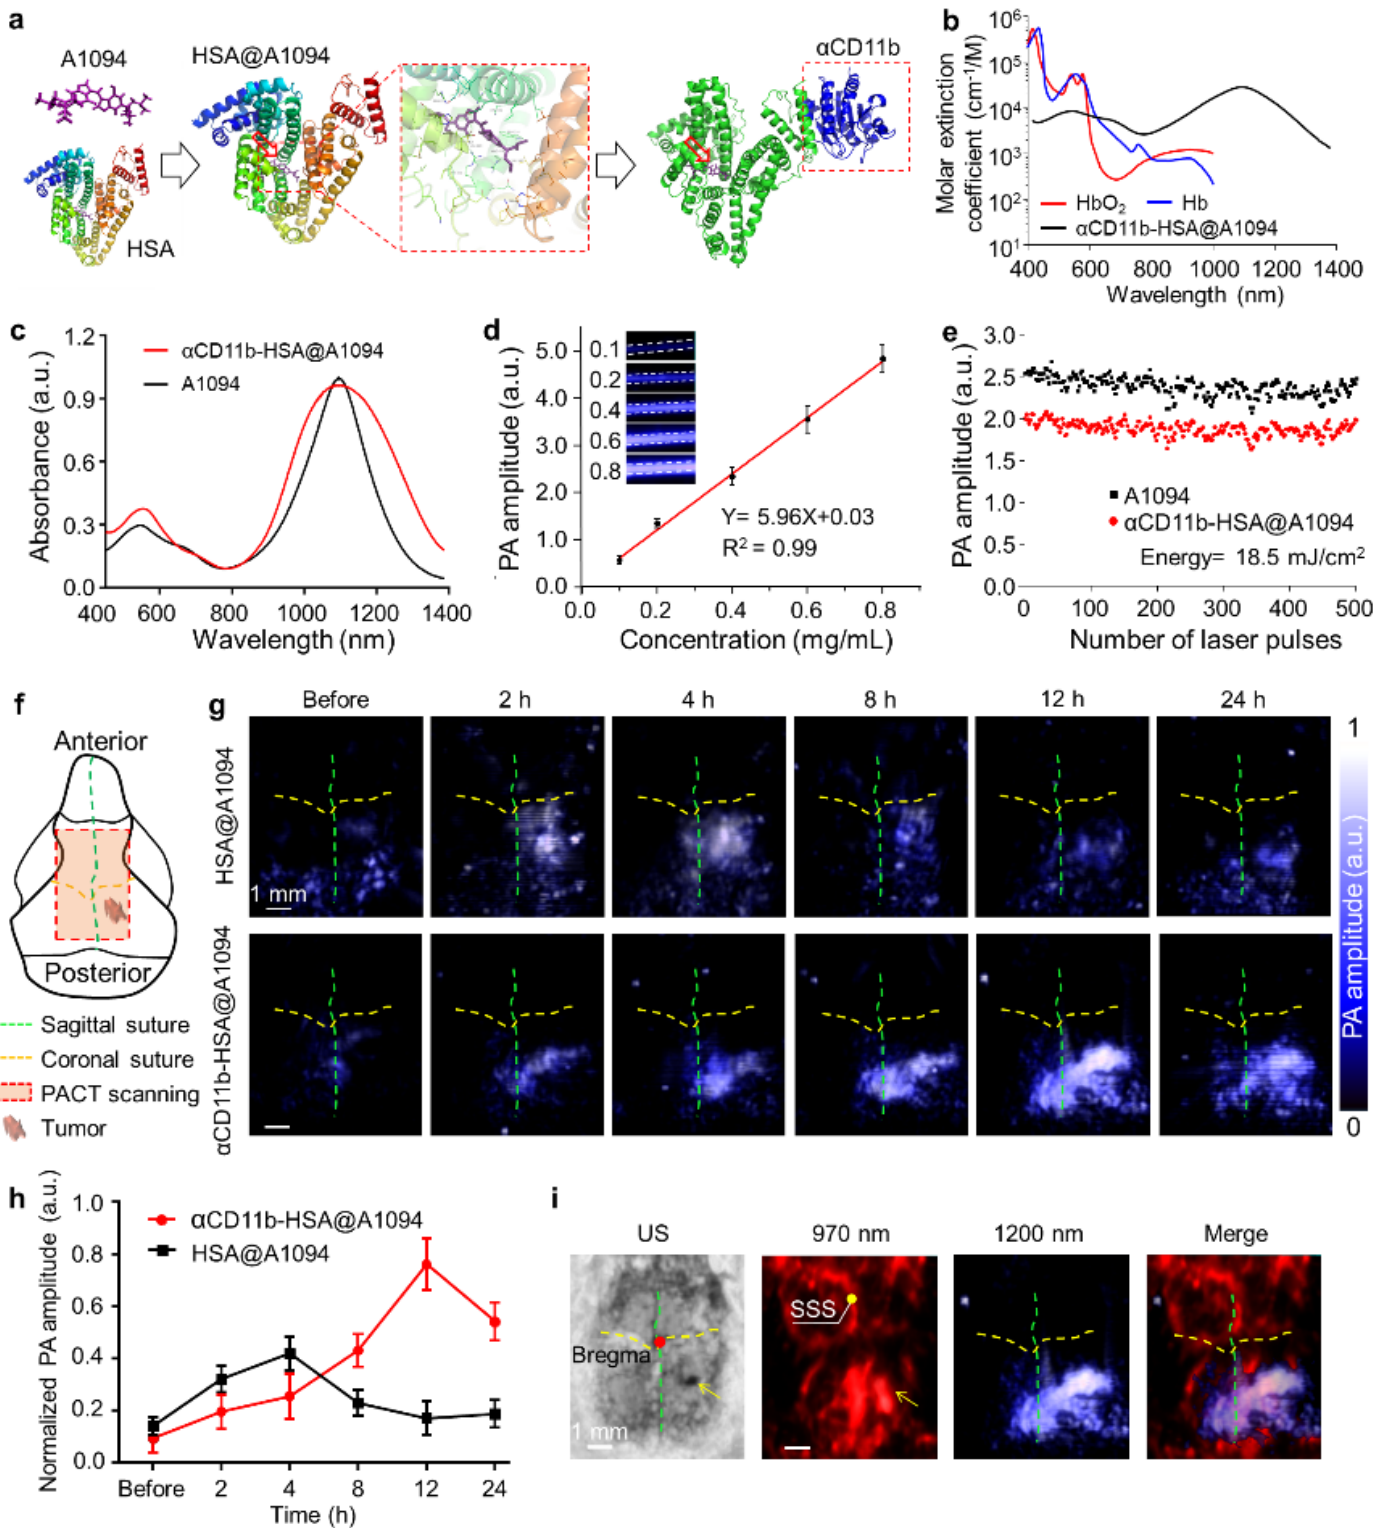 a
A1094
HSA
HSA@A1094
αCD11b
b
Molar extinction
coefficient (cm⁻¹/M)
10⁶
10⁵
10⁴
10³
10²
10¹
HbO₂
Hb
αCD11b-HSA@A1094
400 600 800 1000 1200 1400
Wavelength (nm)
c
Absorbance (a.u.)
1.2
0.9
0.6
0.3
0.0
αCD11b-HSA@A1094
A1094
400 600 800 1000 1200 1400
Wavelength (nm)
d
PA amplitude (a.u.)
5.0
4.0
3.0
2.0
1.0
0.0
0.1
0.2
0.4
0.6
0.8
Y= 5.96X+0.03
R² = 0.99
0.0 0.2 0.4 0.6 0.8
Concentration (mg/mL)
e
PA amplitude (a.u.)
3.0
2.5
2.0
1.5
1.0
0.5
0.0
A1094
αCD11b-HSA@A1094
Energy= 18.5 mJ/cm²
0 100 200 300 400 500
Number of laser pulses
f
Anterior
Posterior
Sagittal suture
Coronal suture
PACT scanning
Tumor
g
Before 2 h 4 h 8 h 12 h 24 h
HSA@A1094
1 mm
αCD11b-HSA@A1094
1
PA amplitude (a.u.)
0
h
Normalized PA amplitude (a.u.)
1.0
0.8
0.6
0.4
0.2
0.0
αCD11b-HSA@A1094
HSA@A1094
Before 2 4 8 12 24
Time (h)
i
US 970 nm 1200 nm Merge
Bregma
1 mm
SSS